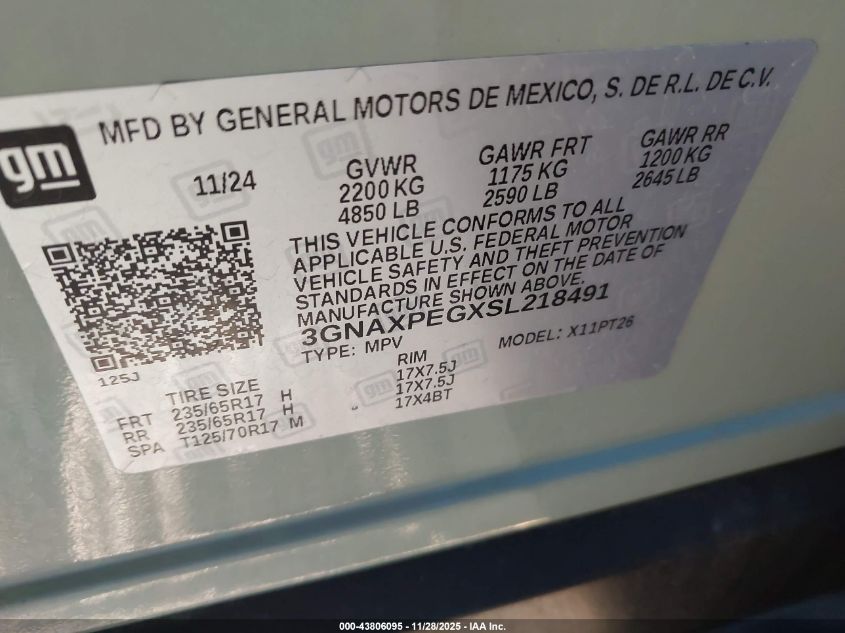 MFD BY GENERAL MOTORS DE MEXICO, S. DE R.L. DE C.V.
gm
11/24
GVWR GAWR FRT GAWR RR
2200 KG 1175 KG 1200 KG
4850 LB 2590 LB 2645 LB
THIS VEHICLE CONFORMS TO ALL
APPLICABLE U.S. FEDERAL MOTOR
VEHICLE SAFETY AND THEFT PREVENTION
STANDARDS IN EFFECT ON THE DATE OF
MANUFACTURE SHOWN ABOVE.
3GNAXPEGXSL218491
TYPE: MPV MODEL: X11PT26
125J
TIRE SIZE RIM
FRT 235/65R17 H 17X7.5J
RR 235/65R17 H 17X7.5J
SPA T125/70R17 M 17X4BT
000-43806095 - 11/28/2025 - IAA Inc.